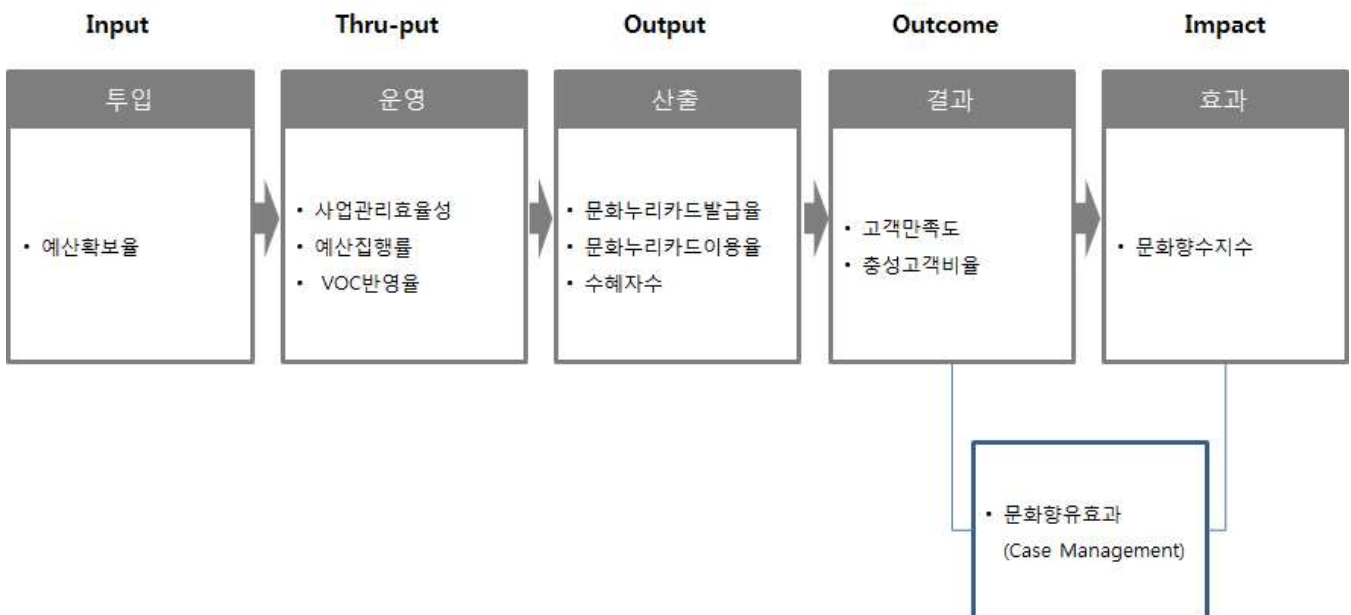 Input
Thru-put
Output
Outcome
Impact
투입
운영
산출
결과
효과
• 예산확보율
• 사업관리효율성
• 예산집행률
• VOC반영율
• 문화누리카드발급율
• 문화누리카드이용율
• 수혜자수
• 고객만족도
• 충성고객비율
• 문화향수지수
• 문화향유효과
(Case Management)